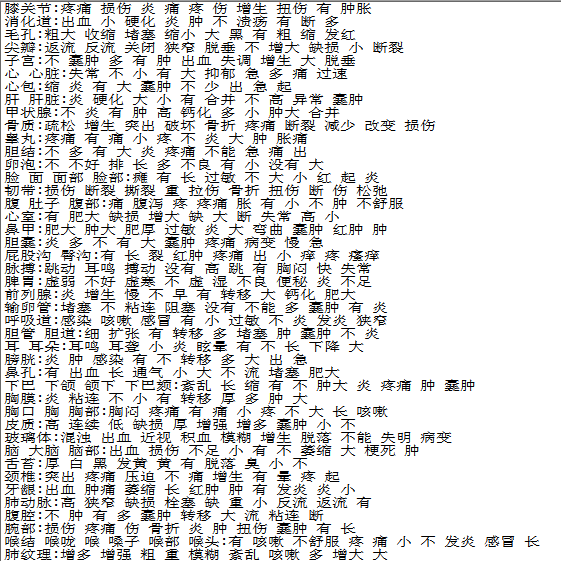 膝关节:疼痛 损伤 炎 痛 疼 伤 增生 扭伤 有 肿胀
消化道:出血 小 硬化 炎 肿 不 溃疡 有 断 多
毛孔:粗大 收缩 堵塞 缩小 大 黑 有 粗 缩 发红
尖瓣:返流 反流 关闭 狭窄 脱垂 不 增大 缺损 小 断裂
子宫:不 囊肿 多 有 肿 出血 失调 增生 大 脱垂
心 心脏:失常 不 小 有 大 抑郁 急 多 痛 过速
心包:缩 炎 有 大 囊肿 不 少 出 急 起
肝 肝脏:炎 硬化 大 小 有 合并 不 高 异常 囊肿
甲状腺:不 炎 有 肿 高 钙化 多 小 肿大 合并
骨质:疏松 增生 突出 破坏 骨折 疼痛 断裂 减少 改变 损伤
睾丸:疼痛 有 痛 小 疼 不 炎 大 肿 胀痛
胆结:不 多 有 大 炎 疼痛 不能 急 痛 出
卵泡:不 不好 排 长 多 不良 有 小 没有 大
脸 面 面部 脸部:瘫 有 长 过敏 不 大 小 红 起 炎
韧带:损伤 断裂 撕裂 重 拉伤 骨折 扭伤 断 伤 松弛
腹 肚子 腹部:痛 腹泻 疼 疼痛 胀 有 小 不 肿 不舒服
心室:有 肥大 缺损 增大 缺 大 断 失常 高 小
鼻甲:肥大 肿大 肥厚 过敏 炎 大 弯曲 囊肿 红肿 肿
胆囊:炎 多 不 有 大 囊肿 疼痛 病变 慢 急
屁股沟 臀沟:有 长 裂 红肿 疼痛 出 小 痒 疼 瘙痒
脉搏:跳动 耳鸣 搏动 没有 高 跳 有 胸闷 快 失常
脾胃:虚弱 不好 虚寒 不 虚 湿 不良 便秘 炎 不足
前列腺:炎 增生 慢 不 早 有 转移 大 钙化 肥大
输卵管:堵塞 不 粘连 阻塞 没有 不能 多 囊肿 有 炎
呼吸道:感染 咳嗽 感冒 有 小 过敏 不 炎 发炎 狭窄
胆管 胆道:细 扩张 有 转移 多 堵塞 肿 囊肿 不 炎
耳 耳朵:耳鸣 耳聋 小 炎 眩晕 有 不 长 下降 大
膀胱:炎 肿 感染 有 不 转移 多 大 出 急
鼻孔:有 出血 长 通气 小 大 不 流 堵塞 肥大
下巴 下颌 颌下 下巴颏:紊乱 长 缩 有 不 肿大 炎 疼痛 肿 囊肿
胸膜:炎 粘连 不 小 有 转移 厚 多 肿 大
胸口 胸 胸部:胸闷 疼痛 有 痛 小 疼 不 大 长 咳嗽
皮质:高 连续 低 缺损 厚 增强 增多 囊肿 小 不
玻璃体:混浊 出血 近视 积血 模糊 增生 脱落 不能 失明 病变
脑 大脑 脑部:出血 损伤 不足 小 有 不 萎缩 大 梗死 肿
舌苔:厚 白 黑 发黄 黄 有 脱落 臭 小 不
颈椎:突出 疼痛 压迫 不 痛 增生 有 晕 疼 起
牙龈:出血 肿痛 萎缩 长 红肿 肿 有 发炎 炎 小
肺动脉:高 狭窄 缺损 栓塞 缺 重 小 反流 返流 有
腹腔:不 肿 有 多 囊肿 转移 大 流 粘连 断
腕部:损伤 疼痛 伤 骨折 炎 肿 扭伤 囊肿 有 长
喉结 喉咙 喉 嗓子 喉部 喉头:有 咳嗽 不舒服 疼 痛 小 不 发炎 感冒 长
肺纹理:增多 增强 粗 重 模糊 紊乱 咳嗽 多 增大 大